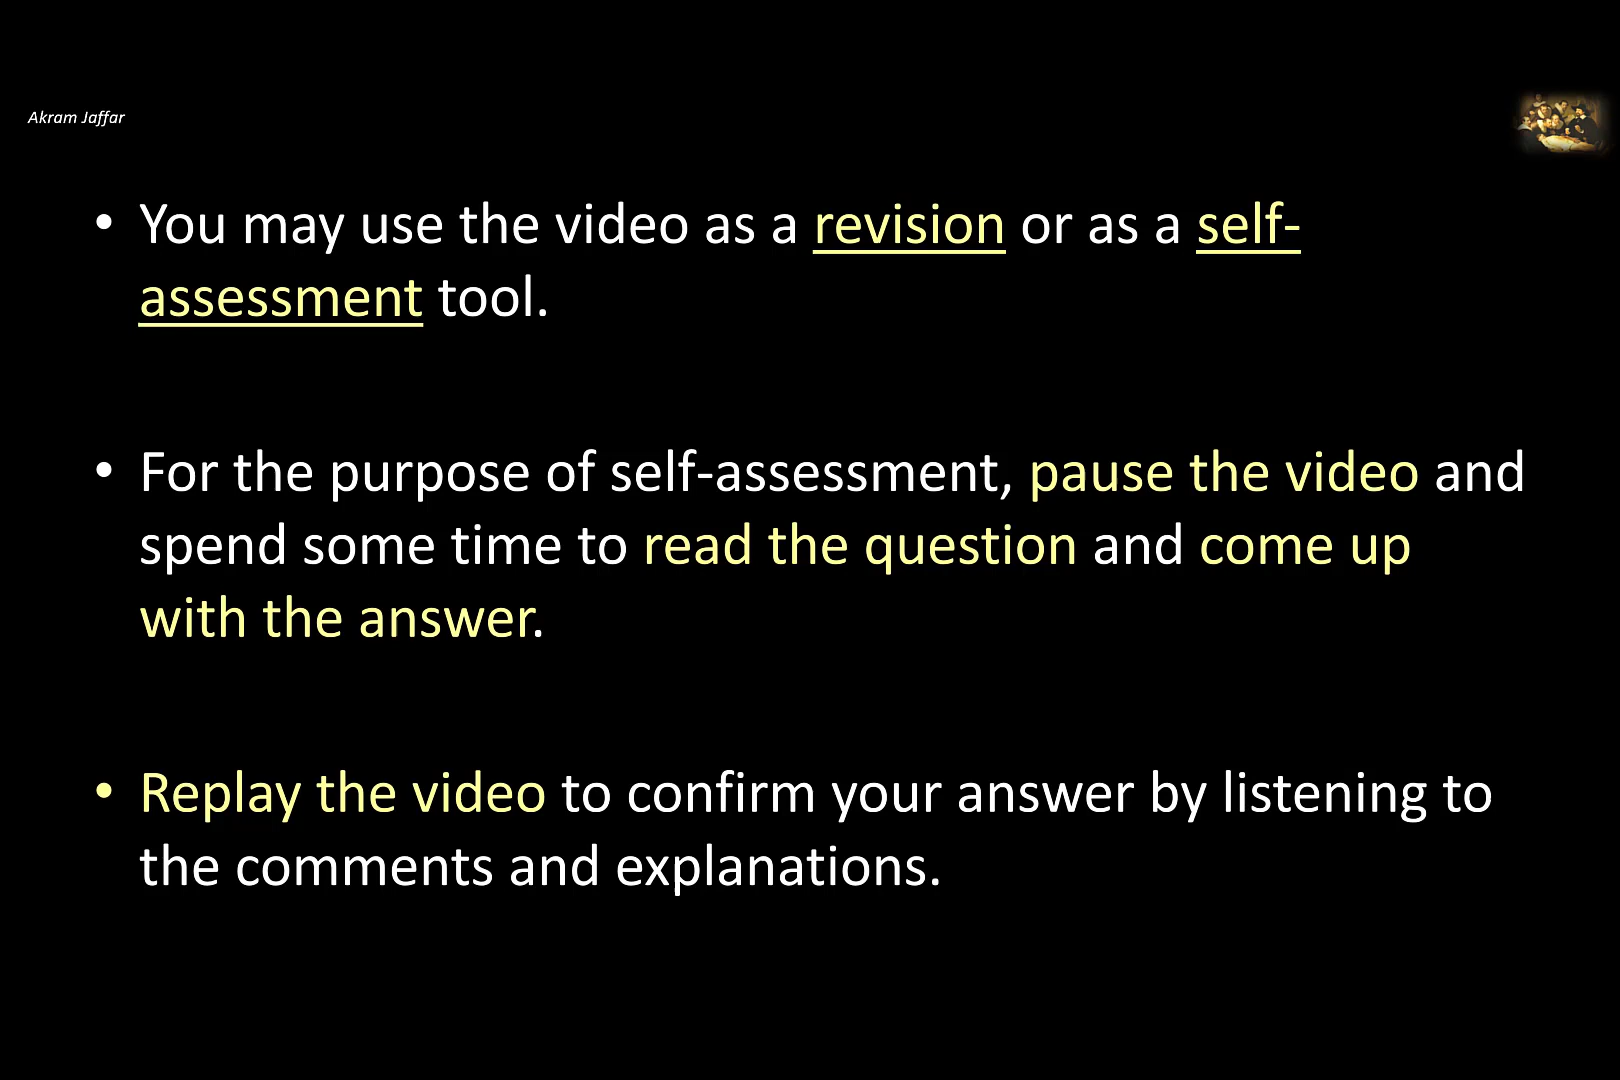 Akram Jaffar
• You may use the video as a revision or as a self-
assessment tool.
• For the purpose of self-assessment, pause the video and
spend some time to read the question and come up
with the answer.
• Replay the video to confirm your answer by listening to
the comments and explanations.